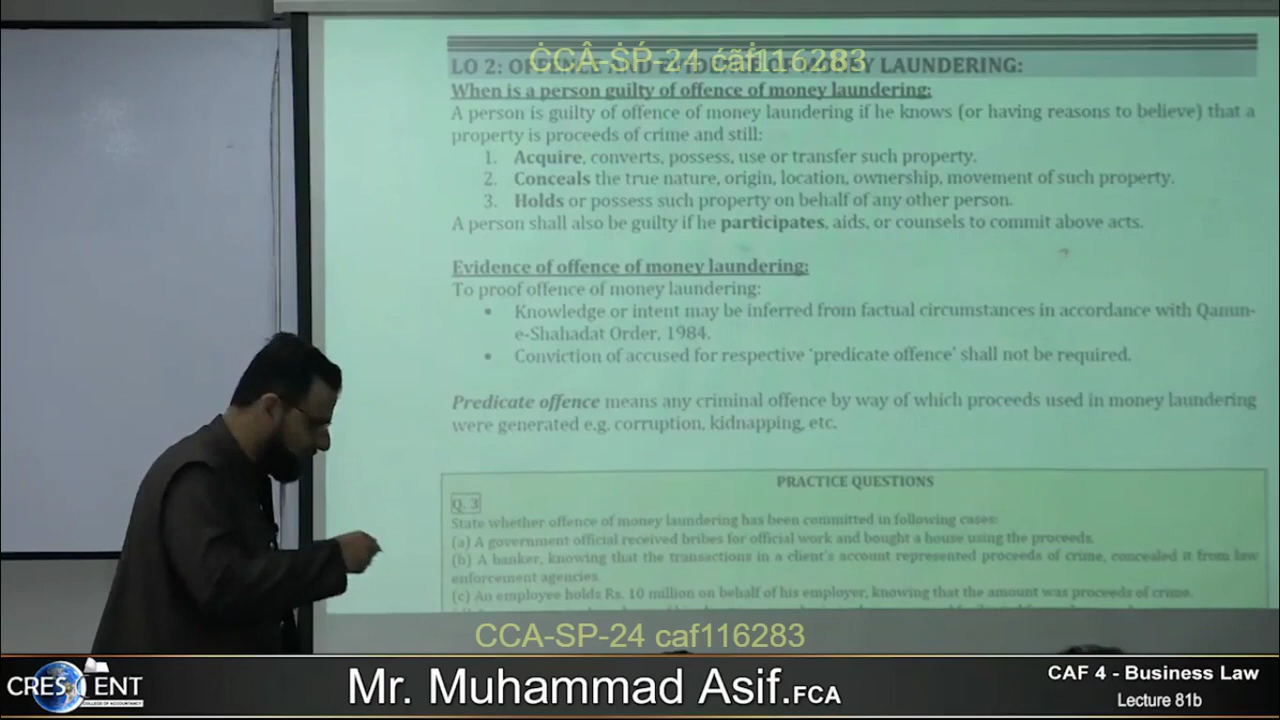 ĊCÂ-ṠṔ-24 ćãḟ116283
LO 2: OF OF MONEY LAUNDERING:
When is a person guilty of offence of money laundering:
A person is guilty of offence of money laundering if he knows (or having reasons to believe) that a
property is proceeds of crime and still:
1. Acquire, converts, possess, use or transfer such property.
2. Conceals the true nature, origin, location, ownership, movement of such property.
3. Holds or possess such property on behalf of any other person.
A person shall also be guilty if he participates, aids, or counsels to commit above acts.
Evidence of offence of money laundering:
To proof offence of money laundering:
• Knowledge or intent may be inferred from factual circumstances in accordance with Qanun-
e-Shahadat Order, 1984.
• Conviction of accused for respective 'predicate offence' shall not be required.
Predicate offence means any criminal offence by way of which proceeds used in money laundering
were generated e.g. corruption, kidnapping, etc.
PRACTICE QUESTIONS
Q. 3
State whether offence of money laundering has been committed in following cases:
(a) A government official received bribes for official work and bought a house using the proceeds.
(b) A banker, knowing that the transactions in a client's account represented proceeds of crime, concealed it from law
enforcement agencies.
(c) An employee holds Rs. 10 million on behalf of his employer, knowing that the amount was proceeds of crime.
CCA-SP-24 caf116283
CRESCENT
COLLEGE OF ACCOUNTANCY
Mr. Muhammad Asif.FCA
CAF 4 - Business Law
Lecture 81b